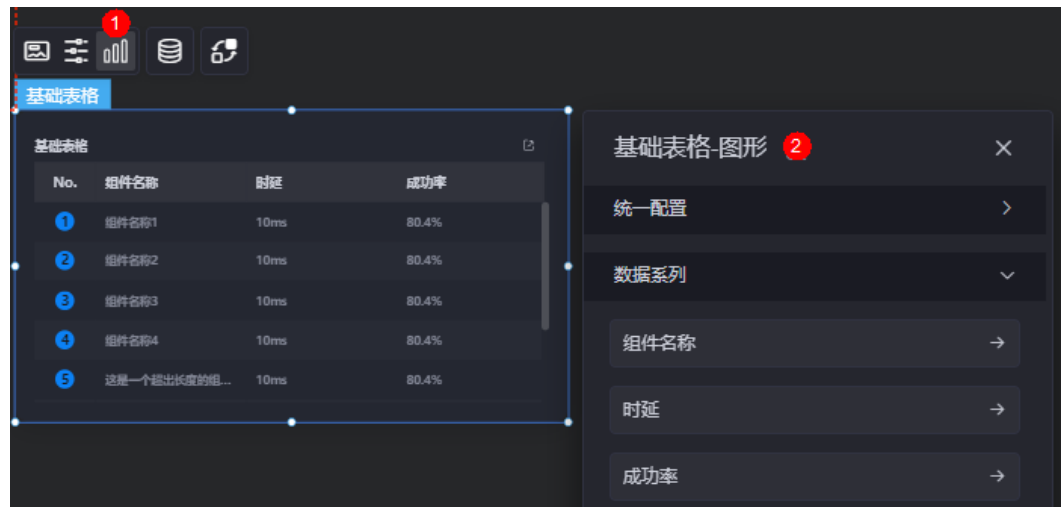 1
基础表格
基础表格
No. 组件名称 时延 成功率
1 组件名称1 10ms 80.4%
2 组件名称2 10ms 80.4%
3 组件名称3 10ms 80.4%
4 组件名称4 10ms 80.4%
5 这是一个超出长度的组... 10ms 80.4%
基础表格-图形 2
统一配置
数据系列
组件名称
时延
成功率